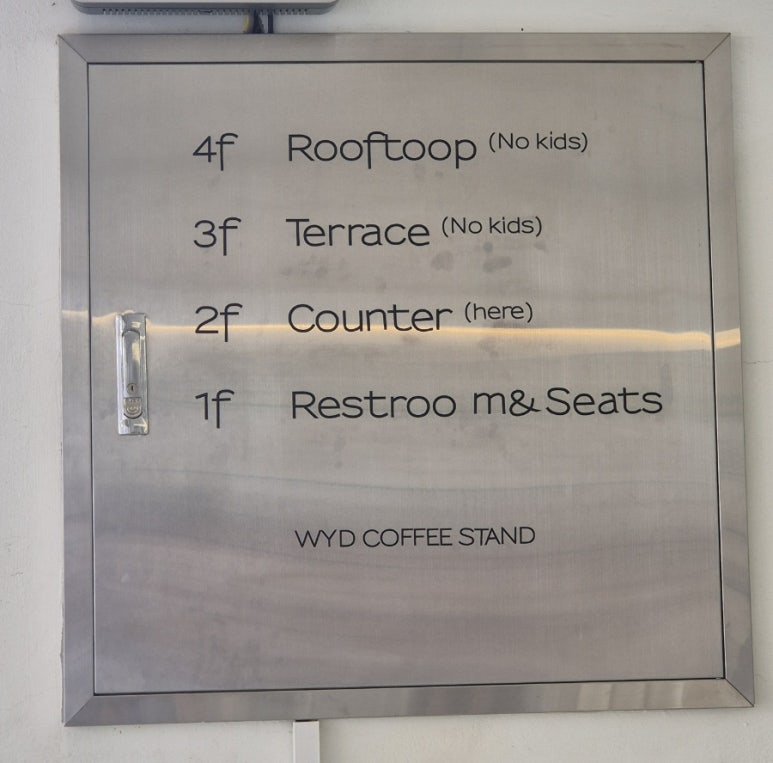 4f Rooftoop (No kids)
3f Terrace (No kids)
2f Counter (here)
1f Restroo m& Seats
WYD COFFEE STAND